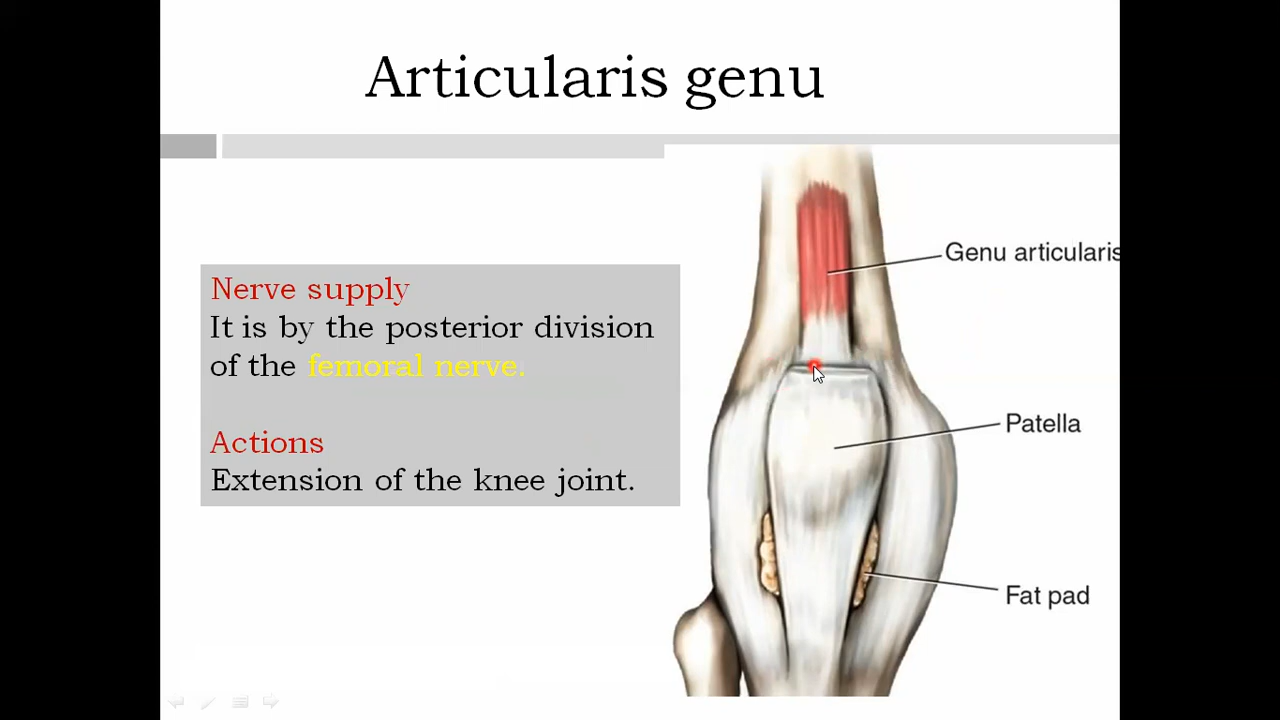 Articularis genu
Nerve supply
It is by the posterior division
of the femoral nerve.
Actions
Extension of the knee joint.
Genu articularis
Patella
Fat pad